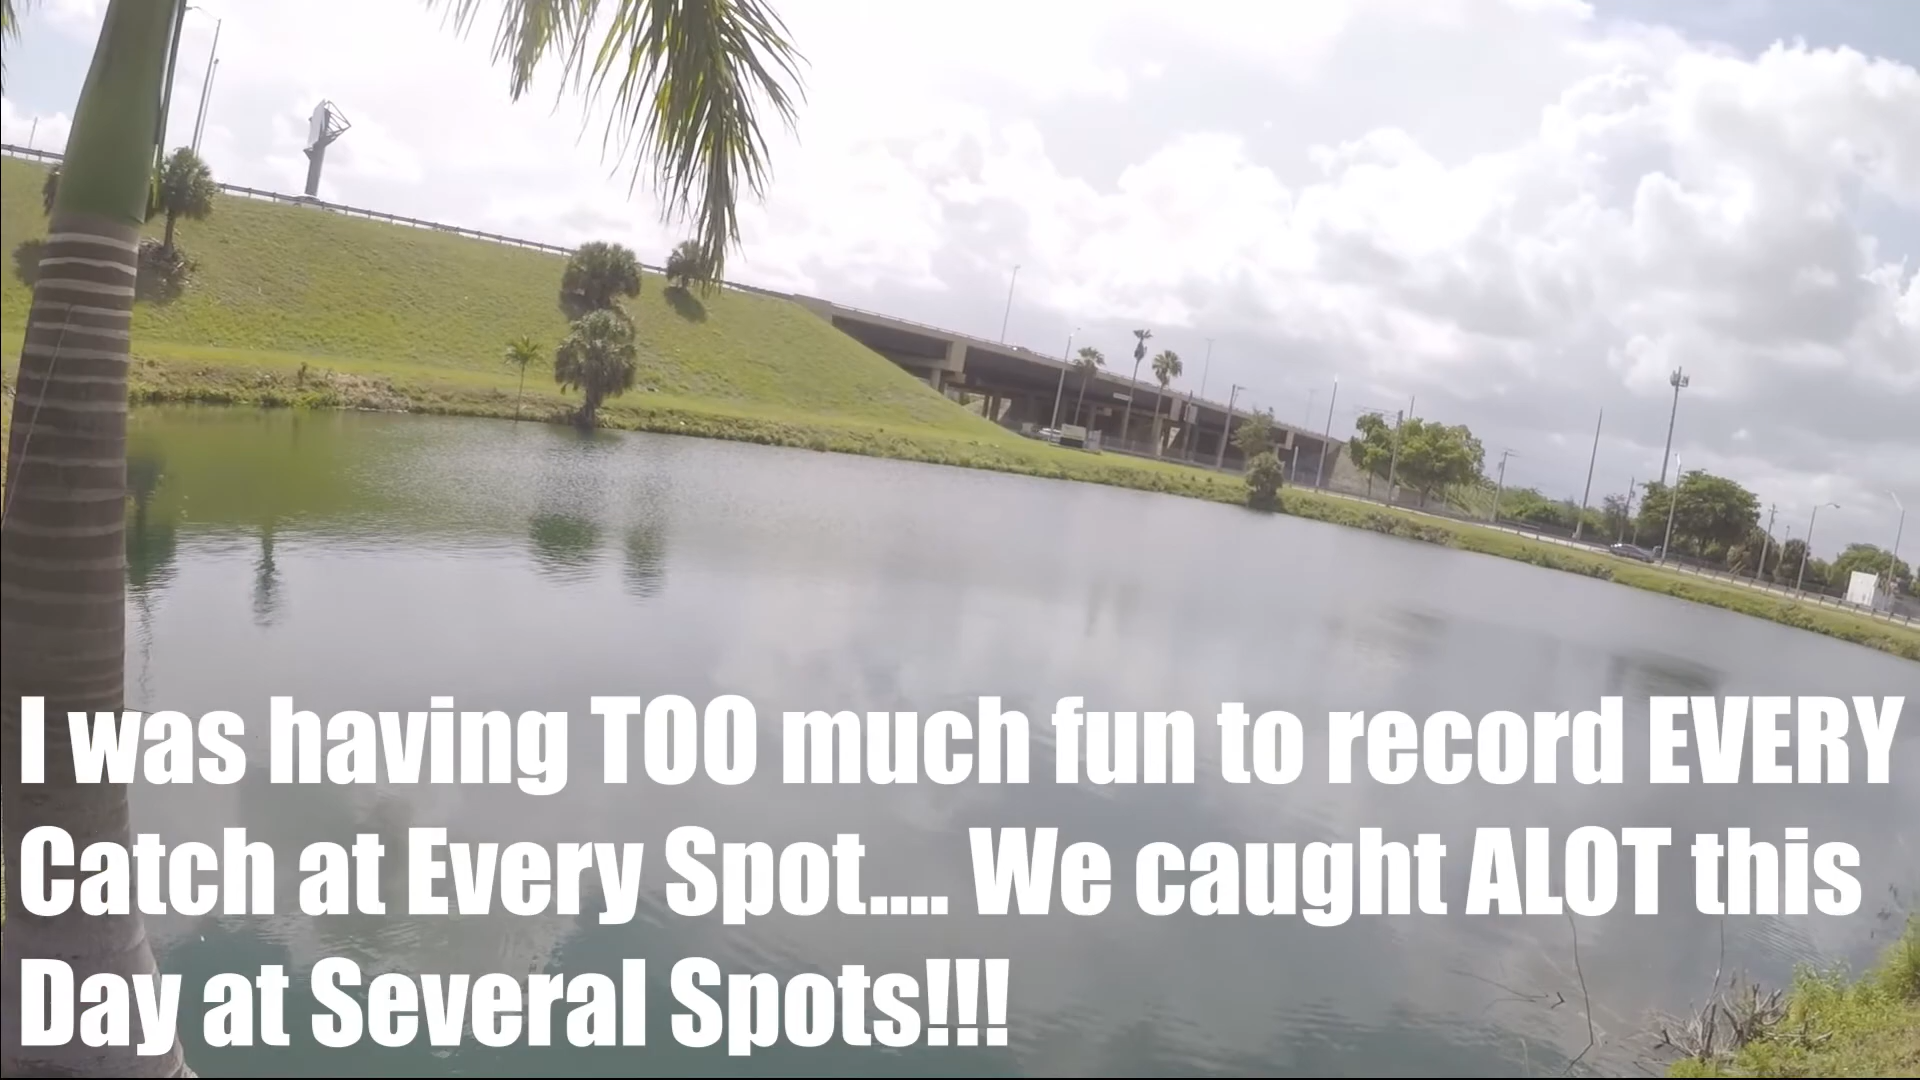 I was having TOO much fun to record EVERY
Catch at Every Spot.... We caught ALOT this
Day at Several Spots!!!